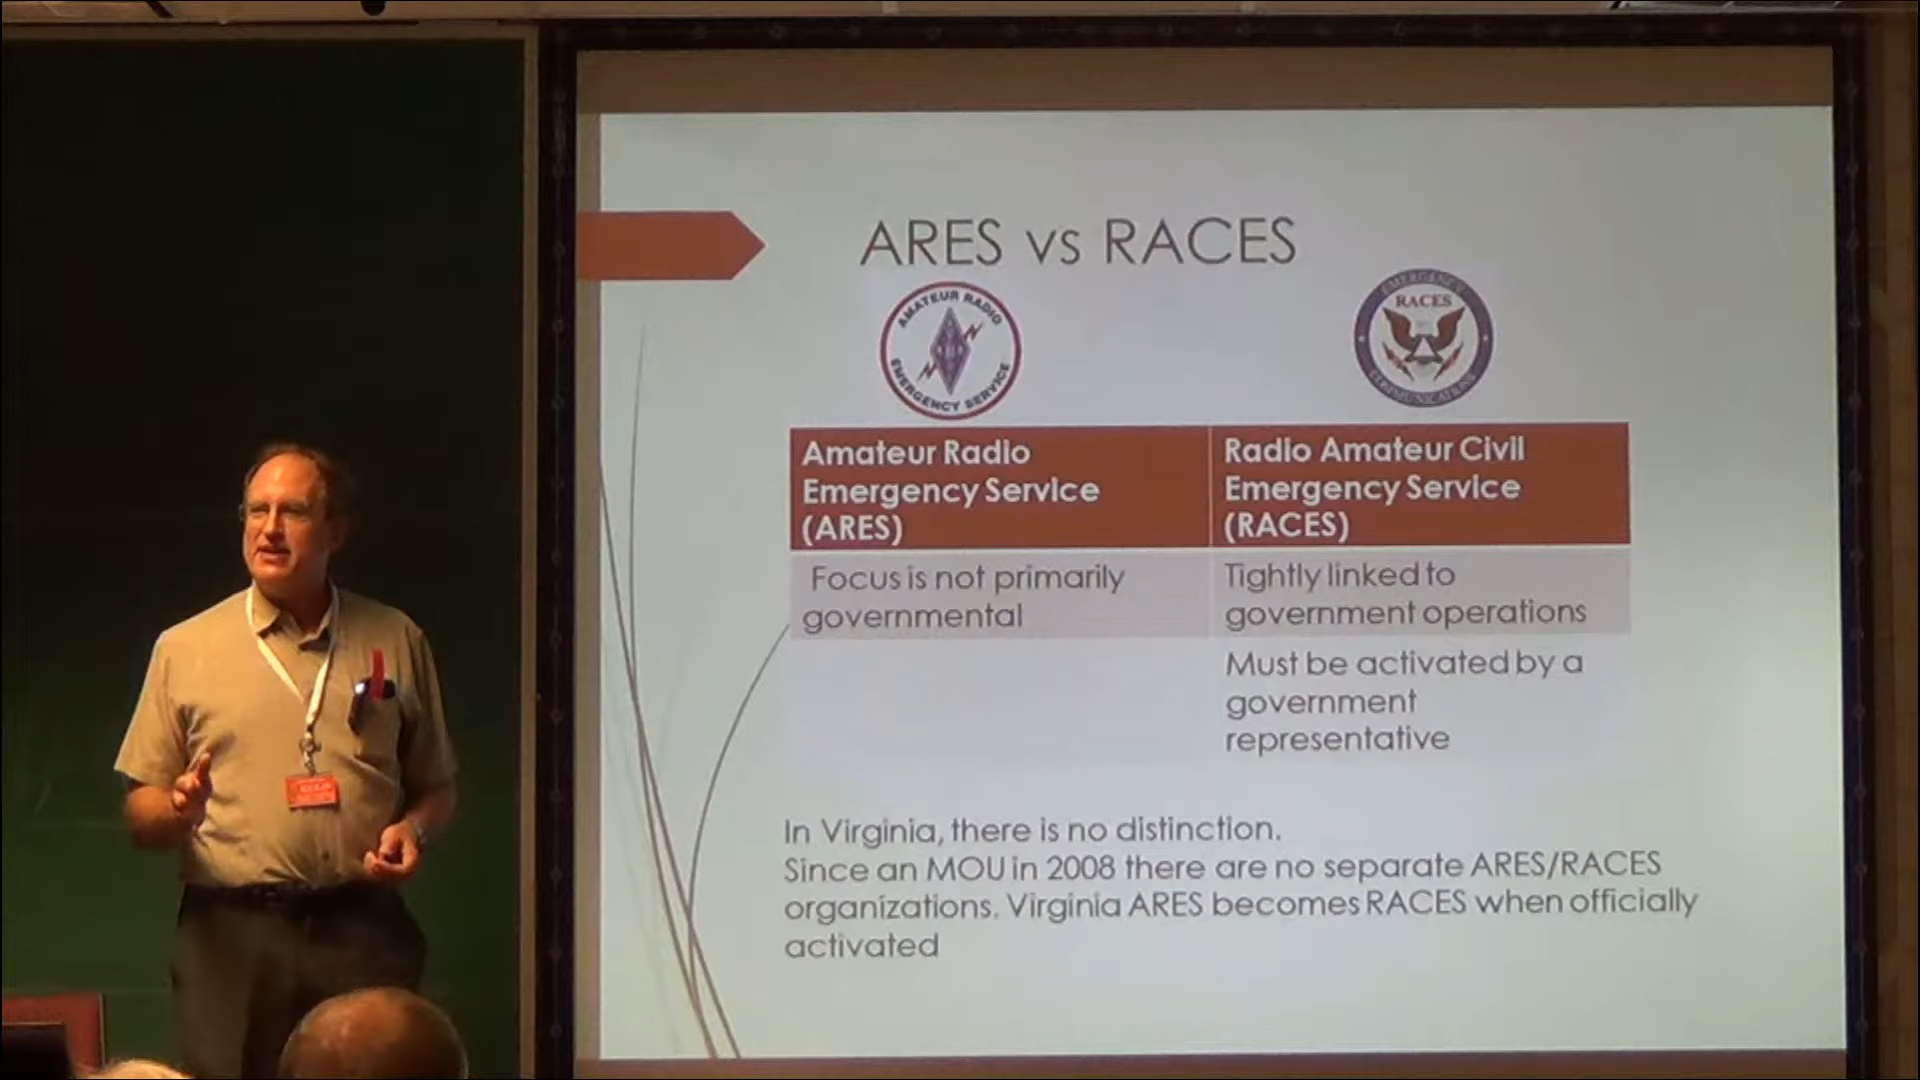 ARES vs RACES
AMATEUR RADIO
EMERGENCY SERVICE
EMERGENCY
RACES
COMMUNICATIONS
Amateur Radio
Emergency Service
(ARES)
Radio Amateur Civil
Emergency Service
(RACES)
Focus is not primarily
governmental
Tightly linked to
government operations
Must be activated by a
government
representative
In Virginia, there is no distinction.
Since an MOU in 2008 there are no separate ARES/RACES
organizations. Virginia ARES becomes RACES when officially
activated